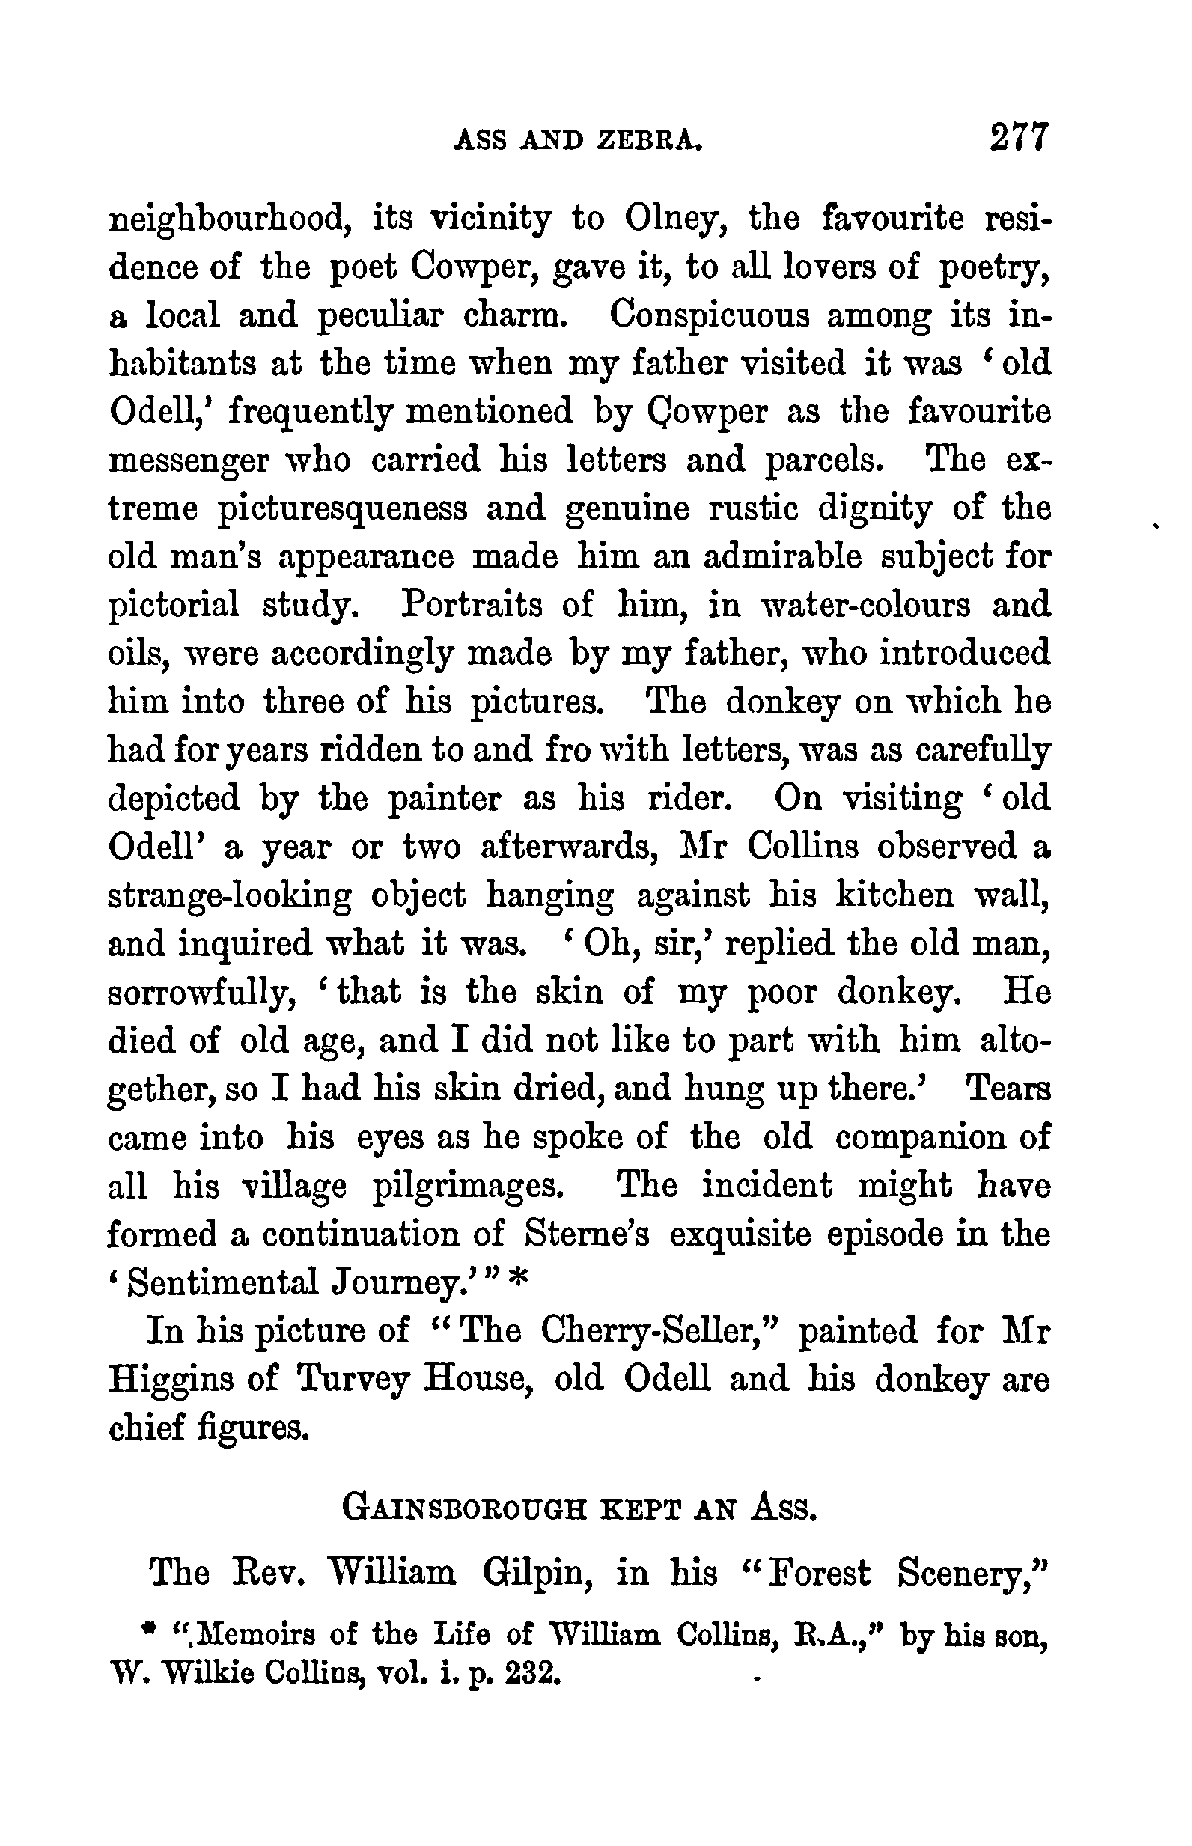 ASS AND ZEBRA. 277
neighbourhood, its vicinity to Olney, the favourite resi-
dence of the poet Cowper, gave it, to all lovers of poetry,
a local and peculiar charm. Conspicuous among its in-
habitants at the time when my father visited it was ‘old
Odell,’ frequently mentioned by Cowper as the favourite
messenger who carried his letters and parcels. The ex-
treme picturesqueness and genuine rustic dignity of the
old man’s appearance made him an admirable subject for
pictorial study. Portraits of him, in water-colours and
oils, were accordingly made by my father, who introduced
him into three of his pictures. The donkey on which he
had for years ridden to and fro with letters, was as carefully
depicted by the painter as his rider. On visiting ‘old
Odell’ a year or two afterwards, Mr Collins observed a
strange-looking object hanging against his kitchen wall,
and inquired what it was. ‘Oh, sir,’ replied the old man,
sorrowfully, ‘that is the skin of my poor donkey. He
died of old age, and I did not like to part with him alto-
gether, so I had his skin dried, and hung up there.’ Tears
came into his eyes as he spoke of the old companion of
all his village pilgrimages. The incident might have
formed a continuation of Sterne’s exquisite episode in the
‘Sentimental Journey.’”*
In his picture of “The Cherry-Seller,” painted for Mr
Higgins of Turvey House, old Odell and his donkey are
chief figures.
GAINSBOROUGH KEPT AN ASS.
The Rev. William Gilpin, in his “Forest Scenery,”
* “Memoirs of the Life of William Collins, R.A.,” by his son,
W. Wilkie Collins, vol. i. p. 232.